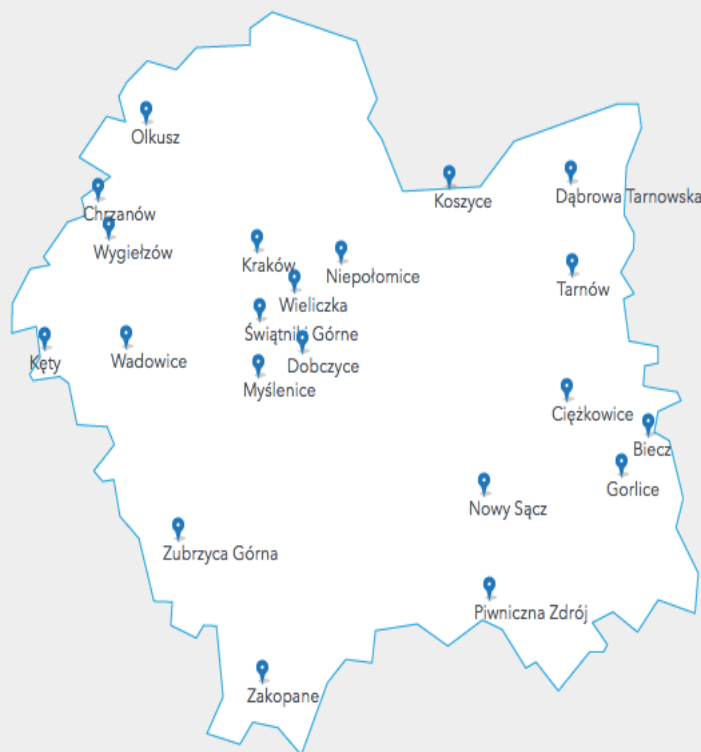 Olkusz
Koszyce
Dąbrowa Tarnowska
Chrzanów
Wygiełzów
Kraków
Niepołomice
Tarnów
Wieliczka
Świątniki Górne
Kęty
Wadowice
Dobczyce
Myślenice
Ciężkowice
Biecz
Gorlice
Nowy Sącz
Zubrzyca Górna
Piwniczna Zdrój
Zakopane